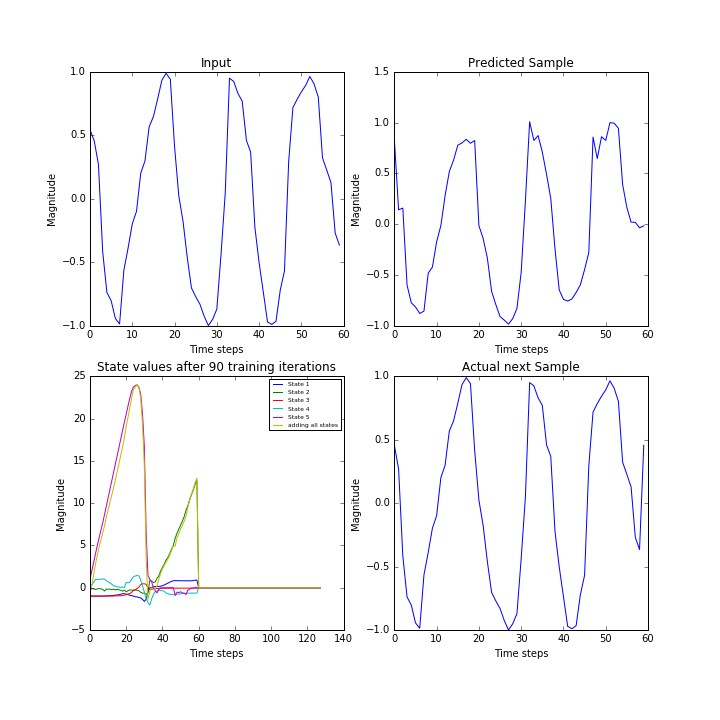 Input
1.0
0.5
0.0
−0.5
−1.0
Magnitude
0 10 20 30 40 50 60
Time steps
Predicted Sample
1.5
1.0
0.5
0.0
−0.5
−1.0
Magnitude
0 10 20 30 40 50 60
Time steps
State values after 90 training iterations
25
20
15
10
5
0
−5
Magnitude
State 1
State 2
State 3
State 4
State 5
adding all states
0 20 40 60 80 100 120 140
Time steps
Actual next Sample
1.0
0.5
0.0
−0.5
−1.0
Magnitude
0 10 20 30 40 50 60
Time steps